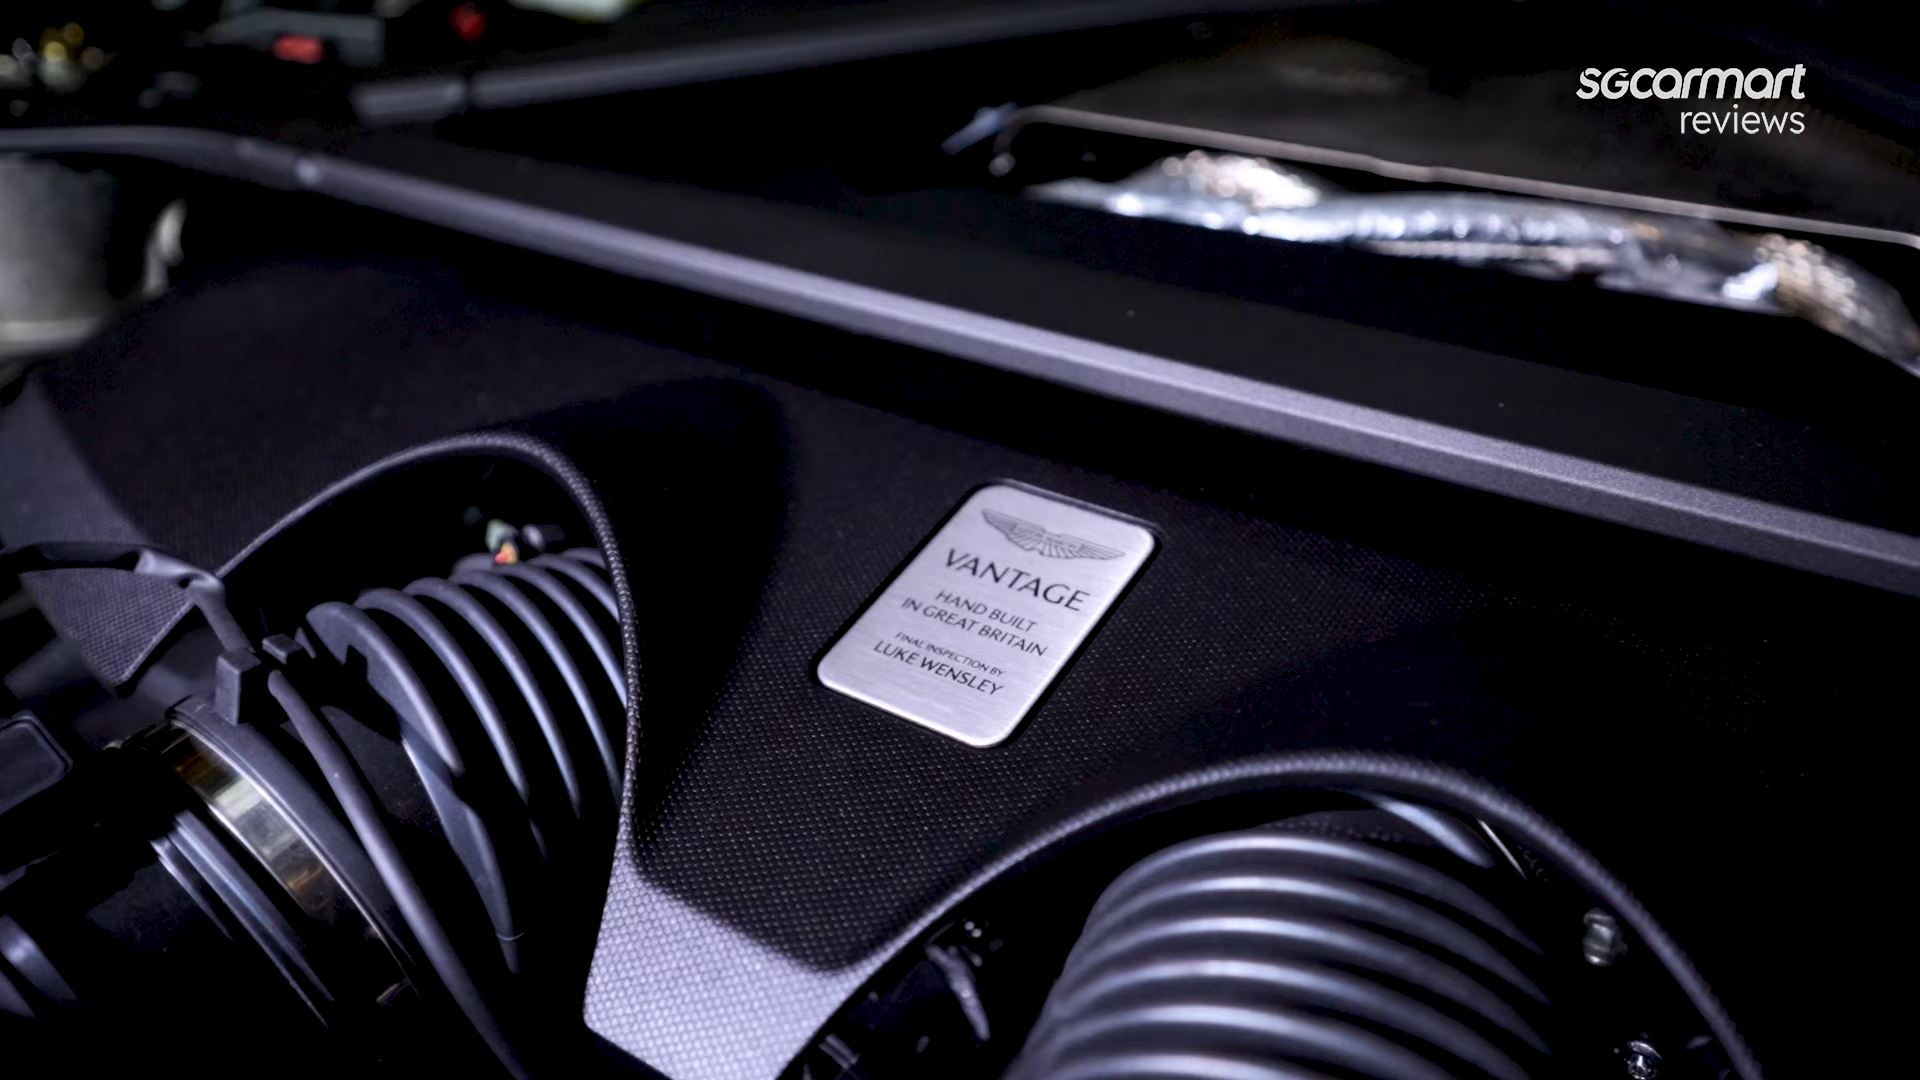 sgcarmart
reviews
VANTAGE
HAND BUILT
IN GREAT BRITAIN
FINAL INSPECTION BY
LUKE WENSLEY